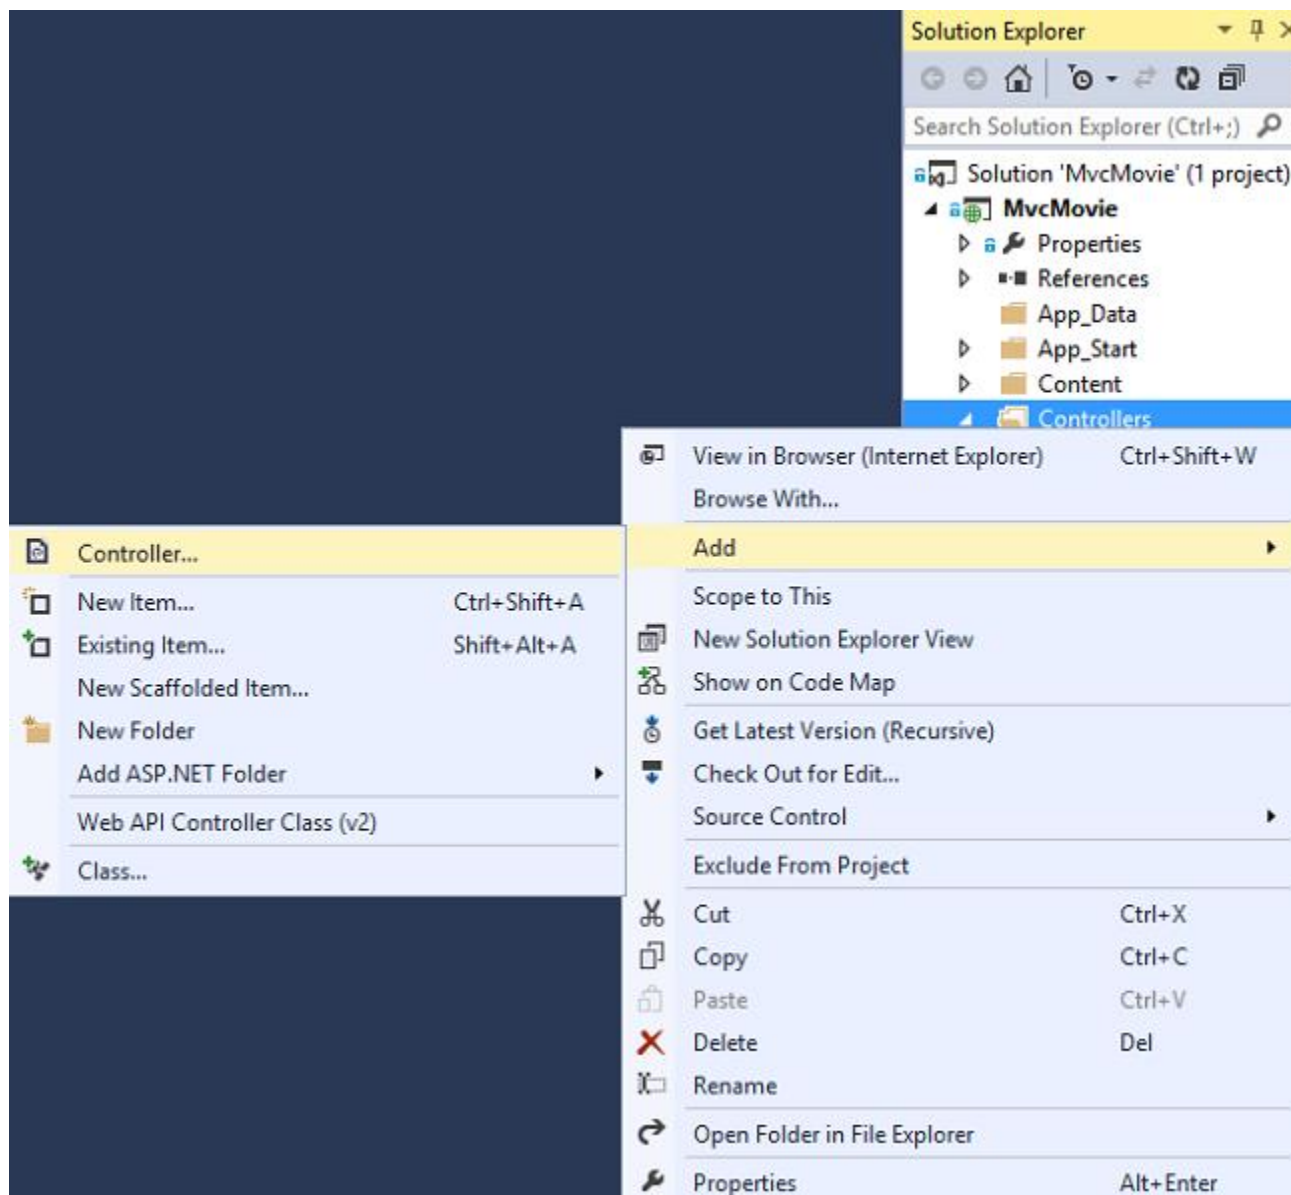 Solution Explorer
Search Solution Explorer (Ctrl+;)
Solution 'MvcMovie' (1 project)
MvcMovie
Properties
References
App_Data
App_Start
Content
Controllers
View in Browser (Internet Explorer) Ctrl+Shift+W
Browse With...
Add
Scope to This
New Solution Explorer View
Show on Code Map
Get Latest Version (Recursive)
Check Out for Edit...
Source Control
Exclude From Project
Cut Ctrl+X
Copy Ctrl+C
Paste Ctrl+V
Delete Del
Rename
Open Folder in File Explorer
Properties Alt+Enter
Controller...
New Item... Ctrl+Shift+A
Existing Item... Shift+Alt+A
New Scaffolded Item...
New Folder
Add ASP.NET Folder
Web API Controller Class (v2)
Class...